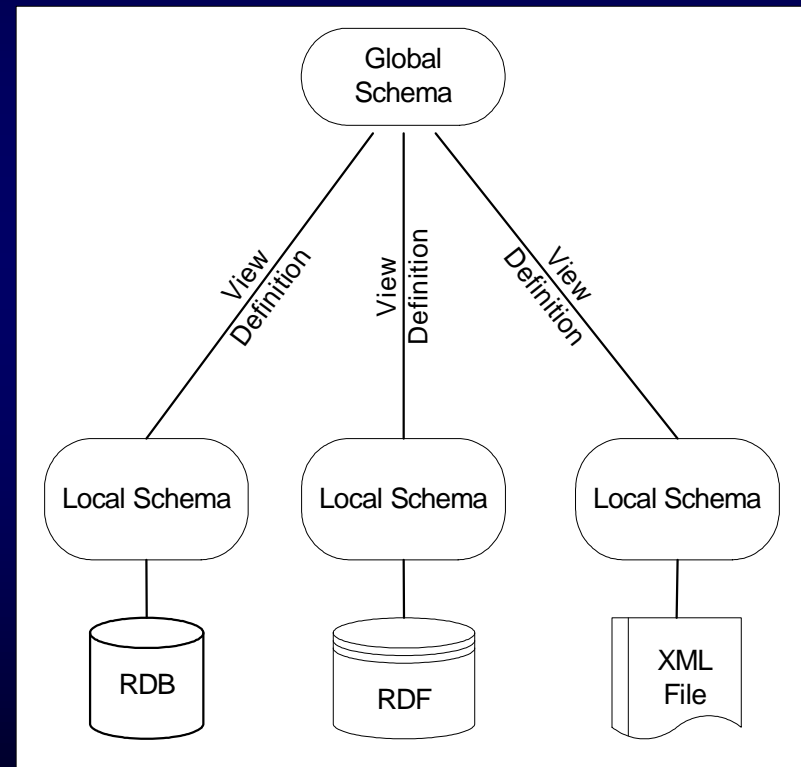 Global
Schema
View
Definition
View
Definition
View
Definition
Local Schema
Local Schema
Local Schema
RDB
RDF
XML
File